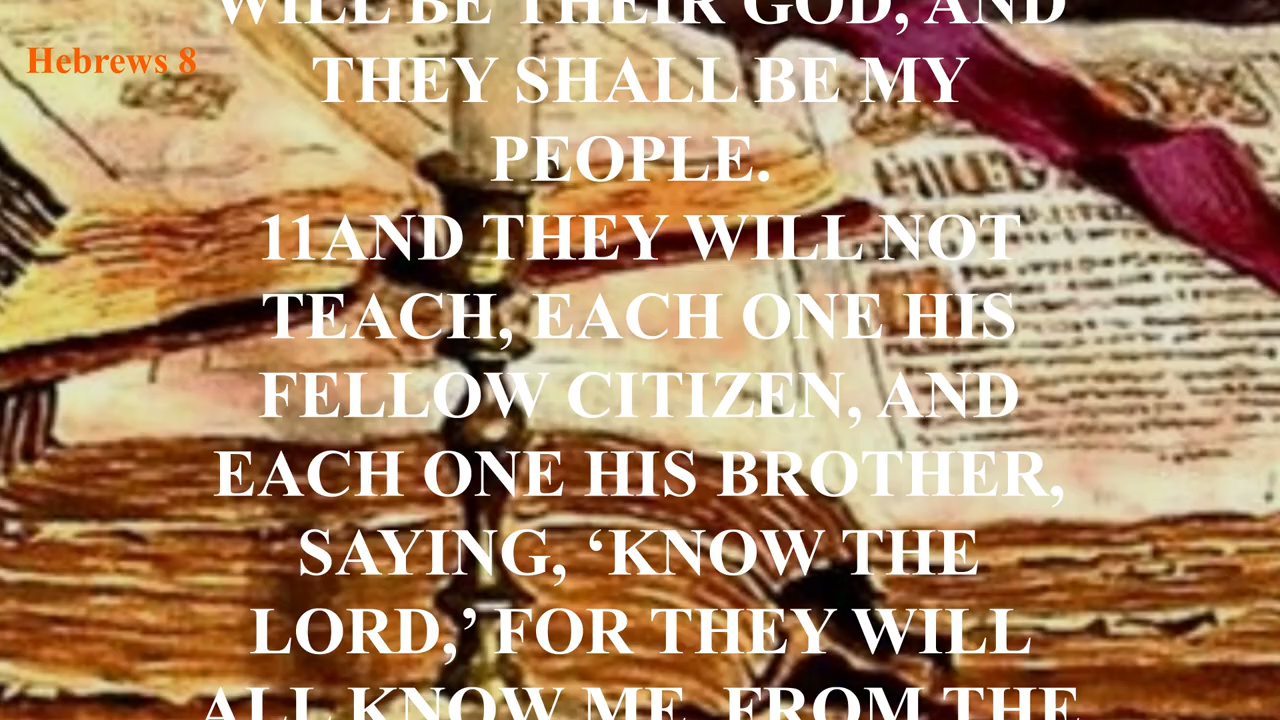 WILL BE THEIR GOD, AND
Hebrews 8
THEY SHALL BE MY
PEOPLE.
11AND THEY WILL NOT
TEACH, EACH ONE HIS
FELLOW CITIZEN, AND
EACH ONE HIS BROTHER,
SAYING, ‘KNOW THE
LORD,’ FOR THEY WILL
ALL KNOW ME, FROM THE